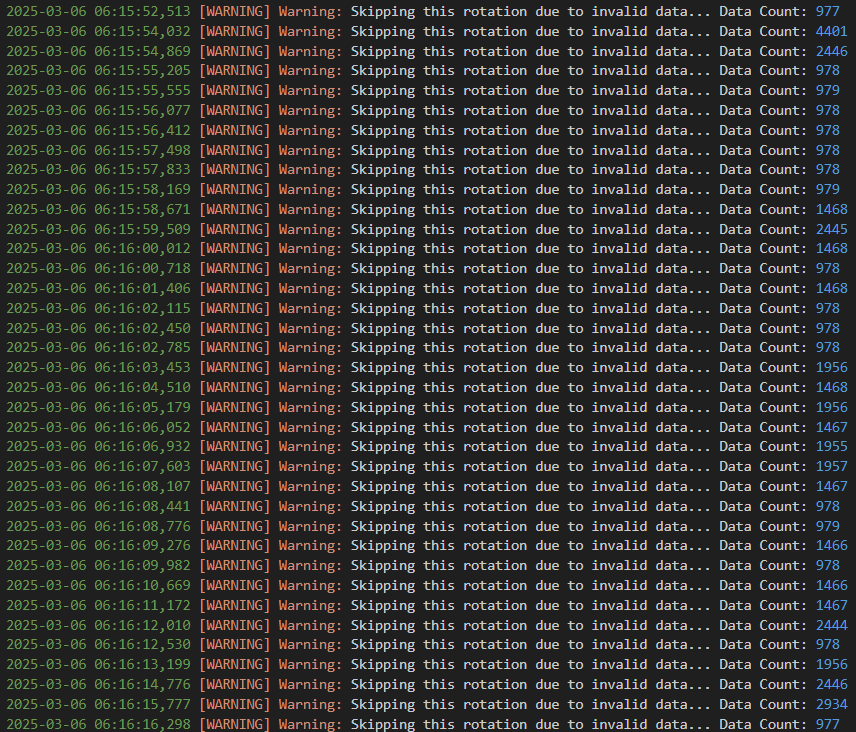 2025-03-06 06:15:52,513 [WARNING] Warning: Skipping this rotation due to invalid data... Data Count: 977
2025-03-06 06:15:54,032 [WARNING] Warning: Skipping this rotation due to invalid data... Data Count: 4401
2025-03-06 06:15:54,869 [WARNING] Warning: Skipping this rotation due to invalid data... Data Count: 2446
2025-03-06 06:15:55,205 [WARNING] Warning: Skipping this rotation due to invalid data... Data Count: 978
2025-03-06 06:15:55,555 [WARNING] Warning: Skipping this rotation due to invalid data... Data Count: 979
2025-03-06 06:15:56,077 [WARNING] Warning: Skipping this rotation due to invalid data... Data Count: 978
2025-03-06 06:15:56,412 [WARNING] Warning: Skipping this rotation due to invalid data... Data Count: 978
2025-03-06 06:15:57,498 [WARNING] Warning: Skipping this rotation due to invalid data... Data Count: 978
2025-03-06 06:15:57,833 [WARNING] Warning: Skipping this rotation due to invalid data... Data Count: 978
2025-03-06 06:15:58,169 [WARNING] Warning: Skipping this rotation due to invalid data... Data Count: 979
2025-03-06 06:15:58,671 [WARNING] Warning: Skipping this rotation due to invalid data... Data Count: 1468
2025-03-06 06:15:59,509 [WARNING] Warning: Skipping this rotation due to invalid data... Data Count: 2445
2025-03-06 06:16:00,012 [WARNING] Warning: Skipping this rotation due to invalid data... Data Count: 1468
2025-03-06 06:16:00,718 [WARNING] Warning: Skipping this rotation due to invalid data... Data Count: 978
2025-03-06 06:16:01,406 [WARNING] Warning: Skipping this rotation due to invalid data... Data Count: 1468
2025-03-06 06:16:02,115 [WARNING] Warning: Skipping this rotation due to invalid data... Data Count: 978
2025-03-06 06:16:02,450 [WARNING] Warning: Skipping this rotation due to invalid data... Data Count: 978
2025-03-06 06:16:02,785 [WARNING] Warning: Skipping this rotation due to invalid data... Data Count: 978
2025-03-06 06:16:03,453 [WARNING] Warning: Skipping this rotation due to invalid data... Data Count: 1956
2025-03-06 06:16:04,510 [WARNING] Warning: Skipping this rotation due to invalid data... Data Count: 1468
2025-03-06 06:16:05,179 [WARNING] Warning: Skipping this rotation due to invalid data... Data Count: 1956
2025-03-06 06:16:06,052 [WARNING] Warning: Skipping this rotation due to invalid data... Data Count: 1467
2025-03-06 06:16:06,932 [WARNING] Warning: Skipping this rotation due to invalid data... Data Count: 1955
2025-03-06 06:16:07,603 [WARNING] Warning: Skipping this rotation due to invalid data... Data Count: 1957
2025-03-06 06:16:08,107 [WARNING] Warning: Skipping this rotation due to invalid data... Data Count: 1467
2025-03-06 06:16:08,441 [WARNING] Warning: Skipping this rotation due to invalid data... Data Count: 978
2025-03-06 06:16:08,776 [WARNING] Warning: Skipping this rotation due to invalid data... Data Count: 979
2025-03-06 06:16:09,276 [WARNING] Warning: Skipping this rotation due to invalid data... Data Count: 1466
2025-03-06 06:16:09,982 [WARNING] Warning: Skipping this rotation due to invalid data... Data Count: 978
2025-03-06 06:16:10,669 [WARNING] Warning: Skipping this rotation due to invalid data... Data Count: 1466
2025-03-06 06:16:11,172 [WARNING] Warning: Skipping this rotation due to invalid data... Data Count: 1467
2025-03-06 06:16:12,010 [WARNING] Warning: Skipping this rotation due to invalid data... Data Count: 2444
2025-03-06 06:16:12,530 [WARNING] Warning: Skipping this rotation due to invalid data... Data Count: 978
2025-03-06 06:16:13,199 [WARNING] Warning: Skipping this rotation due to invalid data... Data Count: 1956
2025-03-06 06:16:14,776 [WARNING] Warning: Skipping this rotation due to invalid data... Data Count: 2446
2025-03-06 06:16:15,777 [WARNING] Warning: Skipping this rotation due to invalid data... Data Count: 2934
2025-03-06 06:16:16,298 [WARNING] Warning: Skipping this rotation due to invalid data... Data Count: 977